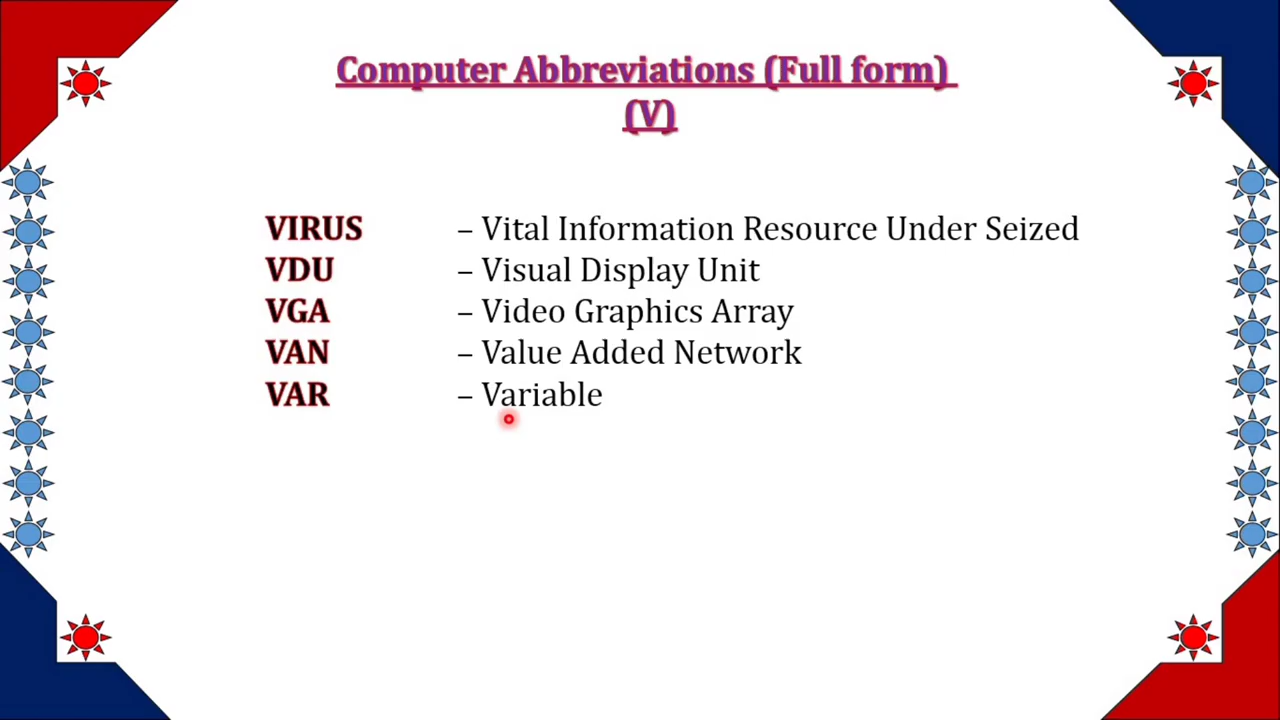 Computer Abbreviations (Full form)
(V)
VIRUS – Vital Information Resource Under Seized
VDU – Visual Display Unit
VGA – Video Graphics Array
VAN – Value Added Network
VAR – Variable